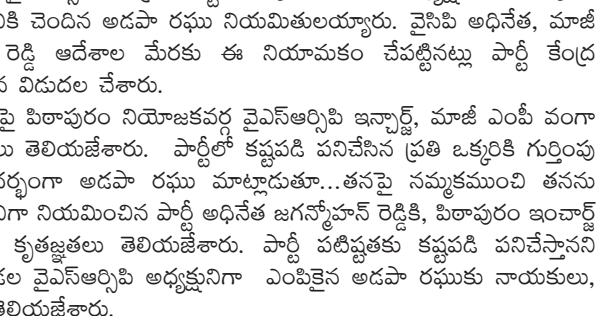 ికి చెందిన అడపా రఘు నియమితులయ్యారు. వైసిపి అధినేత, మాజీ
రెడ్డి ఆదేశాల మేరకు ఈ నియామకం చేపట్టినట్లు పార్టీ కేంద్ర
న విడుదల చేశారు.
పై పిఠాపురం నియోజకవర్గ వైఎస్ఆర్సిపి ఇన్చార్జ్, మాజీ ఎంపీ వంగా
లు తెలియజేశారు. పార్టీలో కష్టపడి పనిచేసిన ప్రతి ఒక్కరికి గుర్తింపు
దర్భంగా అడపా రఘు మాట్లాడుతూ...తనపై నమ్మకముంచి తనను
నిగా నియమించిన పార్టీ అధినేత జగన్మోహన్ రెడ్డికి, పిఠాపురం ఇంచార్జ్
కృతజ్ఞతలు తెలియజేశారు. పార్టీ పటిష్టతకు కష్టపడి పనిచేస్తానని
డల వైఎస్ఆర్సిపి అధ్యక్షునిగా ఎంపికైన అడపా రఘుకు నాయకులు,
తెలియజేశారు.